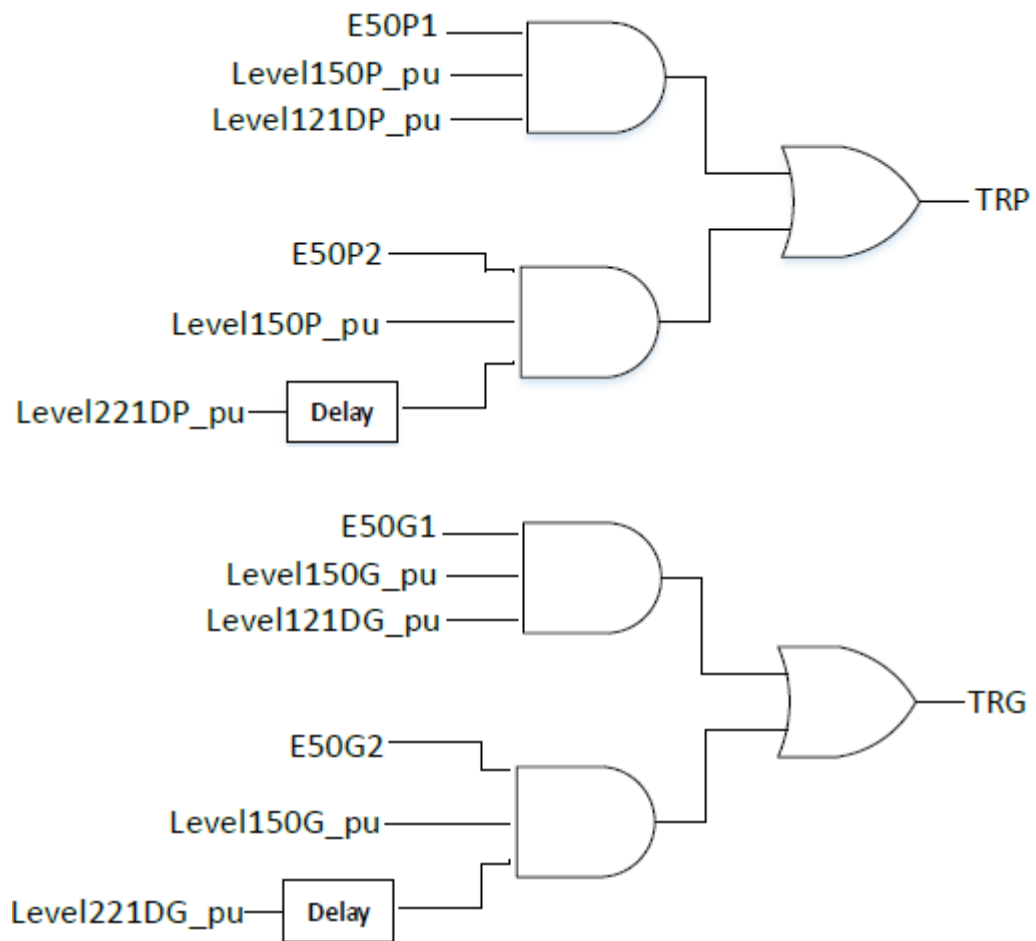 E50P1
Level150P_pu
Level121DP_pu
TRP
E50P2
Level150P_pu
Level221DP_pu
Delay
E50G1
Level150G_pu
Level121DG_pu
TRG
E50G2
Level150G_pu
Level221DG_pu
Delay